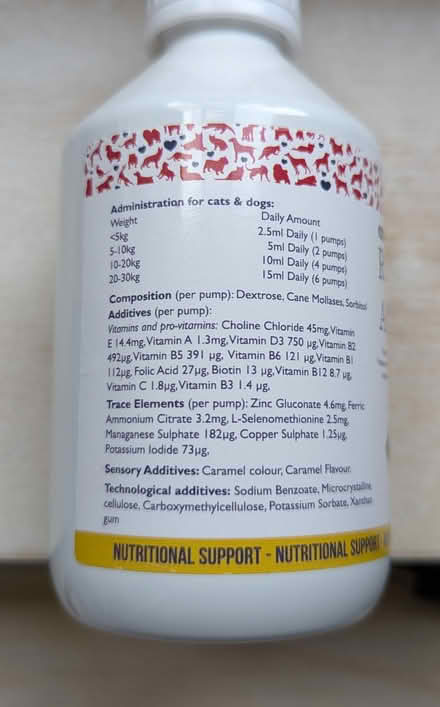 Administration for cats & dogs:
Weight Daily Amount
<5kg 2.5ml Daily (1 pumps)
5-10kg 5ml Daily (2 pumps)
10-20kg 10ml Daily (4 pumps)
20-30kg 15ml Daily (6 pumps)
Composition (per pump): Dextrose, Cane Mollases, Sorbitol
Additives (per pump):
Vitamins and pro-vitamins: Choline Chloride 45mg, Vitamin
E 14.4mg, Vitamin A 1.3mg, Vitamin D3 750 µg, Vitamin B2
492µg, Vitamin B5 391 µg, Vitamin B6 121 µg, Vitamin B1
112µg, Folic Acid 27µg, Biotin 13 µg, Vitamin B12 8.7 µg,
Vitamin C 1.8µg, Vitamin B3 1.4 µg,
Trace Elements (per pump): Zinc Gluconate 4.6mg, Ferric
Ammonium Citrate 3.2mg, L-Selenomethionine 2.5mg,
Managanese Sulphate 182µg, Copper Sulphate 1.25µg,
Potassium Iodide 73µg,
Sensory Additives: Caramel colour, Caramel Flavour.
Technological additives: Sodium Benzoate, Microcrystalline
cellulose, Carboxymethylcellulose, Potassium Sorbate, Xanthan
gum
NUTRITIONAL SUPPORT - NUTRITIONAL SUPPORT -